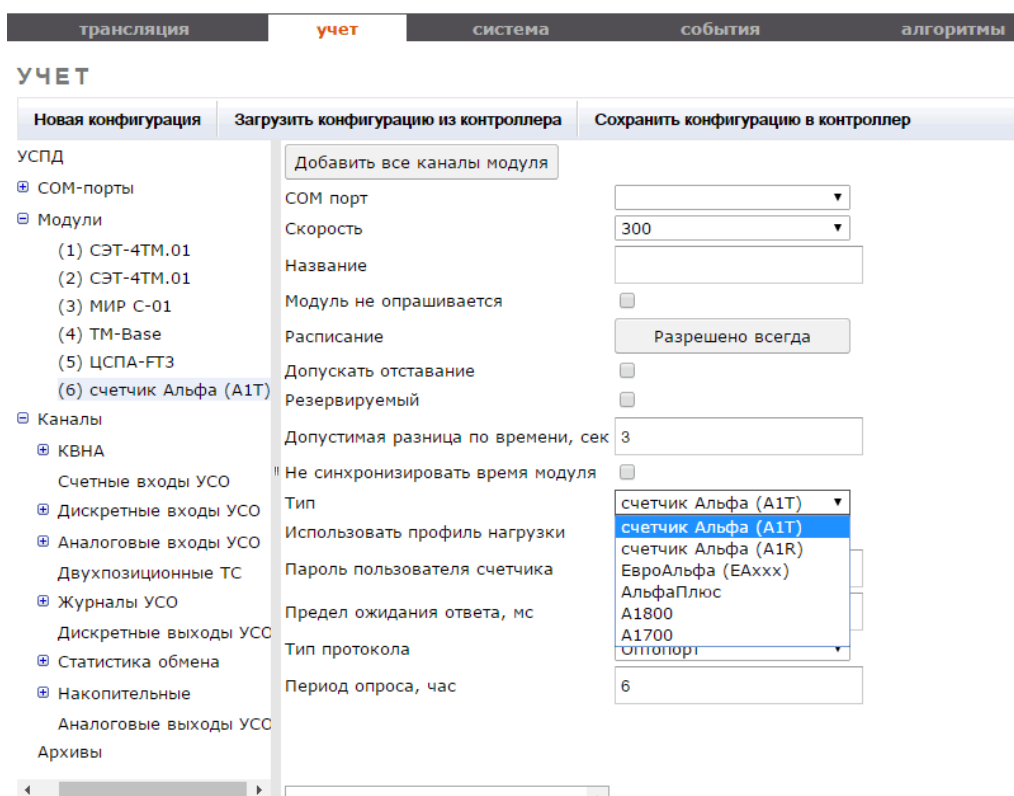 трансляция учет система события алгоритмы
УЧЕТ
Новая конфигурация Загрузить конфигурацию из контроллера Сохранить конфигурацию в контроллер
УСПД
COM-порты
Модули
(1) СЭТ-4ТМ.01
(2) СЭТ-4ТМ.01
(3) МИР С-01
(4) TM-Base
(5) ЦСПА-FT3
(6) счетчик Альфа (A1T)
Каналы
КВНА
Счетные входы УСО
Дискретные входы УСО
Аналоговые входы УСО
Двухпозиционные ТС
Журналы УСО
Дискретные выходы УСО
Статистика обмена
Накопительные
Аналоговые выходы УСО
Архивы
Добавить все каналы модуля
COM порт
Скорость 300
Название
Модуль не опрашивается
Расписание Разрешено всегда
Допускать отставание
Резервируемый
Допустимая разница по времени, сек 3
Не синхронизировать время модуля
Тип счетчик Альфа (A1T)
счетчик Альфа (A1T)
Использовать профиль нагрузки
счетчик Альфа (A1R)
ЕвроАльфа (EAxxx)
Пароль пользователя счетчика
АльфаПлюс
Предел ожидания ответа, мс
A1800
A1700
Тип протокола Оптопорт
Период опроса, час 6